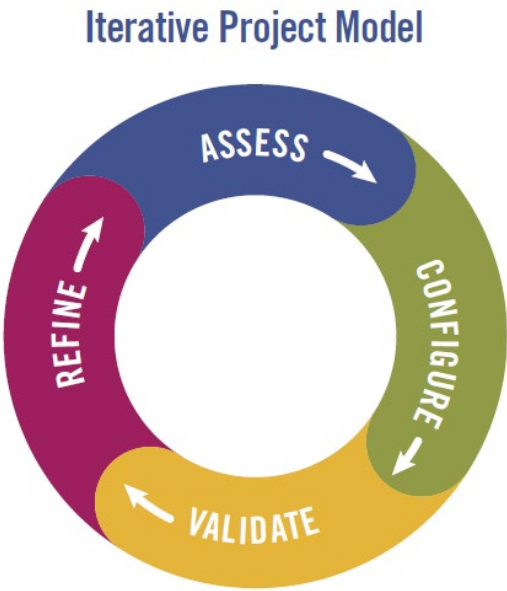 Iterative Project Model
ASSESS
CONFIGURE
VALIDATE
REFINE